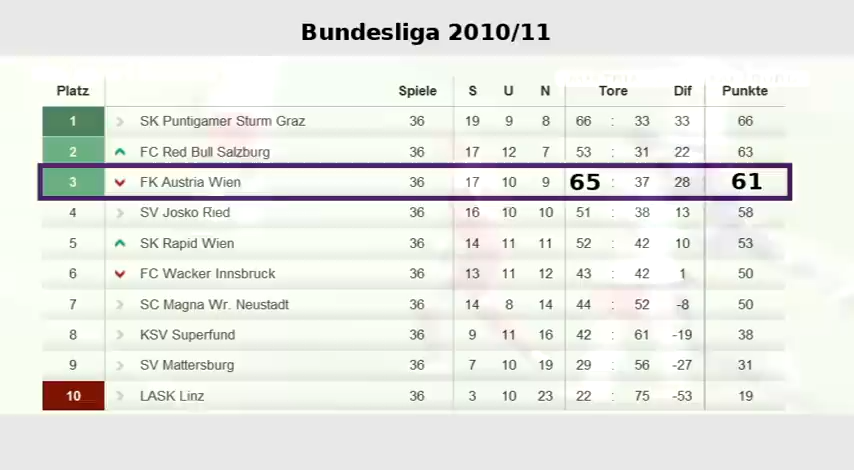 Bundesliga 2010/11
Platz Spiele S U N Tore Dif Punkte
1 SK Puntigamer Sturm Graz 36 19 9 8 66 : 33 33 66
2 FC Red Bull Salzburg 36 17 12 7 53 : 31 22 63
3 FK Austria Wien 36 17 10 9 65 : 37 28 61
4 SV Josko Ried 36 16 10 10 51 : 38 13 58
5 SK Rapid Wien 36 14 11 11 52 : 42 10 53
6 FC Wacker Innsbruck 36 13 11 12 43 : 42 1 50
7 SC Magna Wr. Neustadt 36 14 8 14 44 : 52 -8 50
8 KSV Superfund 36 9 11 16 42 : 61 -19 38
9 SV Mattersburg 36 7 10 19 29 : 56 -27 31
10 LASK Linz 36 3 10 23 22 : 75 -53 19